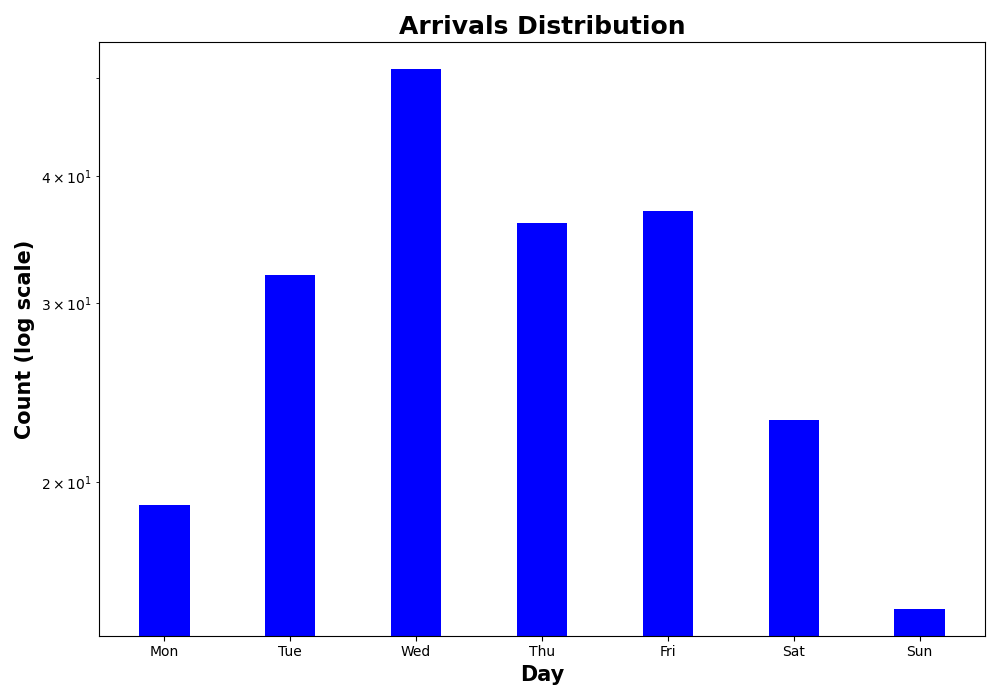 Arrivals Distribution
Count (log scale)
4 × 10¹
3 × 10¹
2 × 10¹
Mon Tue Wed Thu Fri Sat Sun
Day